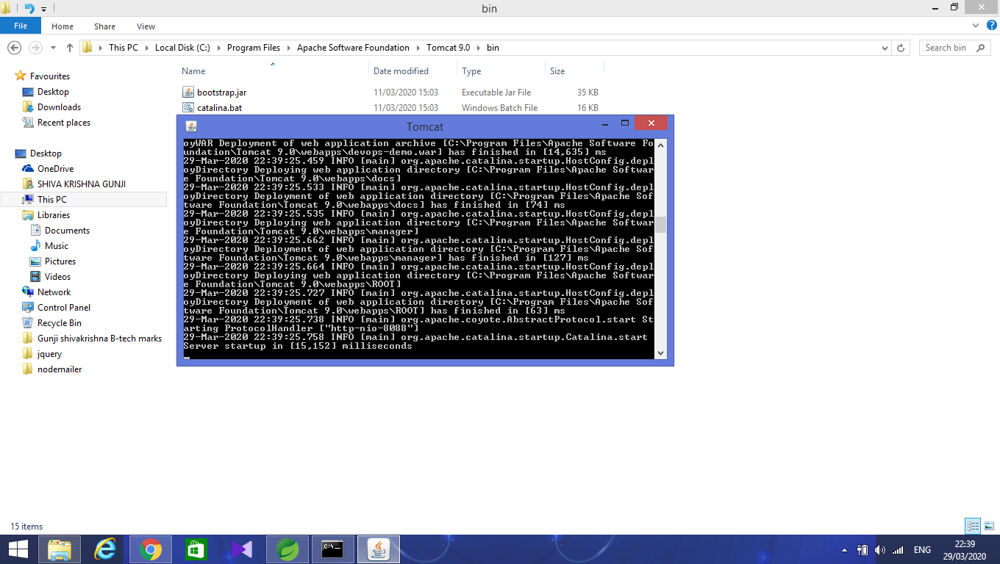 bin
File
Home
Share
View
This PC
Local Disk (C:)
Program Files
Apache Software Foundation
Tomcat 9.0
bin
Search bin
Favourites
Desktop
Downloads
Recent places
Desktop
OneDrive
SHIVA KRISHNA GUNJI
This PC
Libraries
Documents
Music
Pictures
Videos
Network
Control Panel
Recycle Bin
Gunji shivakrishna B-tech marks
jquery
nodemailer
Name Date modified Type Size
bootstrap.jar 11/03/2020 15:03 Executable Jar File 35 KB
catalina.bat 11/03/2020 15:03 Windows Batch File 16 KB
Tomcat
oyWAR Deployment of web application archive [C:\Program Files\Apache Software Fo
undation\Tomcat 9.0\webapps\devops-demo.war] has finished in [14,635] ms
29-Mar-2020 22:39:25.459 INFO [main] org.apache.catalina.startup.HostConfig.depl
oyDirectory Deploying web application directory [C:\Program Files\Apache Softwar
e Foundation\Tomcat 9.0\webapps\docs]
29-Mar-2020 22:39:25.533 INFO [main] org.apache.catalina.startup.HostConfig.depl
oyDirectory Deployment of web application directory [C:\Program Files\Apache Sof
tware Foundation\Tomcat 9.0\webapps\docs] has finished in [74] ms
29-Mar-2020 22:39:25.535 INFO [main] org.apache.catalina.startup.HostConfig.depl
oyDirectory Deploying web application directory [C:\Program Files\Apache Softwar
e Foundation\Tomcat 9.0\webapps\manager]
29-Mar-2020 22:39:25.662 INFO [main] org.apache.catalina.startup.HostConfig.depl
oyDirectory Deployment of web application directory [C:\Program Files\Apache Sof
tware Foundation\Tomcat 9.0\webapps\manager] has finished in [127] ms
29-Mar-2020 22:39:25.664 INFO [main] org.apache.catalina.startup.HostConfig.depl
oyDirectory Deploying web application directory [C:\Program Files\Apache Softwar
e Foundation\Tomcat 9.0\webapps\ROOT]
29-Mar-2020 22:39:25.727 INFO [main] org.apache.catalina.startup.HostConfig.depl
oyDirectory Deployment of web application directory [C:\Program Files\Apache Sof
tware Foundation\Tomcat 9.0\webapps\ROOT] has finished in [63] ms
29-Mar-2020 22:39:25.738 INFO [main] org.apache.coyote.AbstractProtocol.start St
arting ProtocolHandler ["http-nio-8088"]
29-Mar-2020 22:39:25.758 INFO [main] org.apache.catalina.startup.Catalina.start
Server startup in [15,152] milliseconds
15 items
C:\
ENG
22:39
29/03/2020